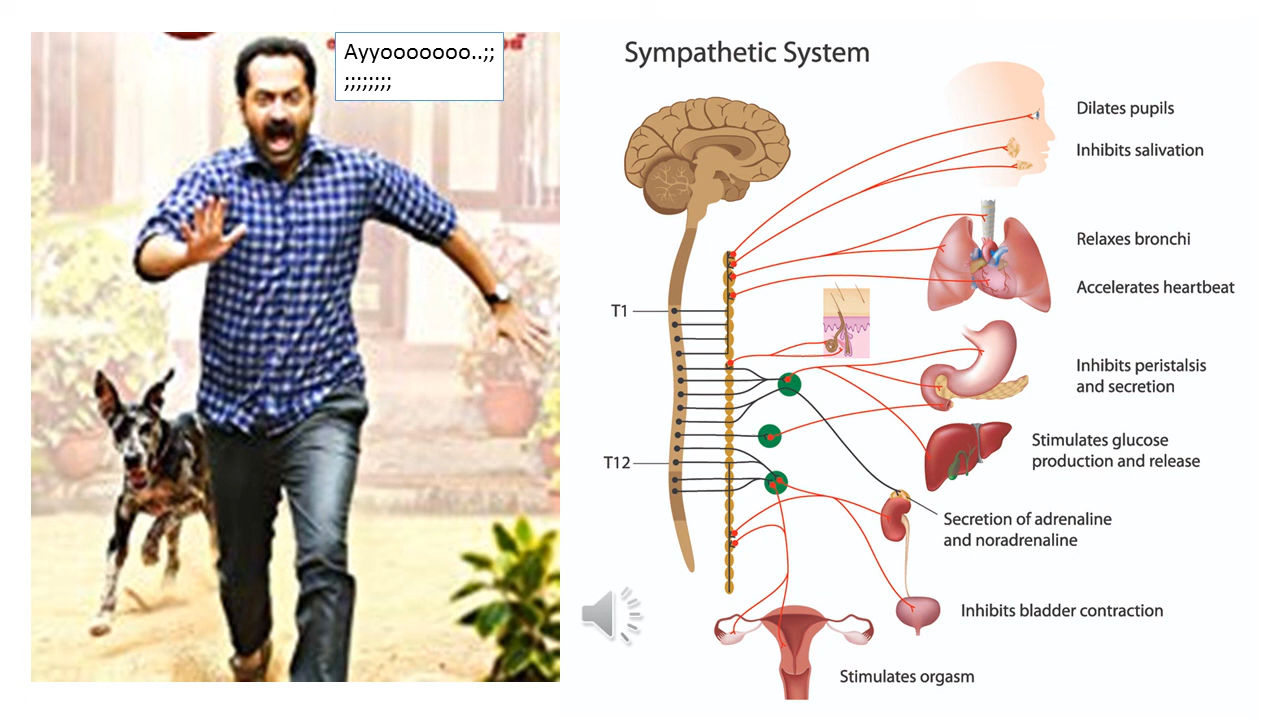 Ayyooooooo..;;
;;;;;;;;
Sympathetic System
Dilates pupils
Inhibits salivation
Relaxes bronchi
Accelerates heartbeat
T1
Inhibits peristalsis
and secretion
T12
Stimulates glucose
production and release
Secretion of adrenaline
and noradrenaline
Inhibits bladder contraction
Stimulates orgasm